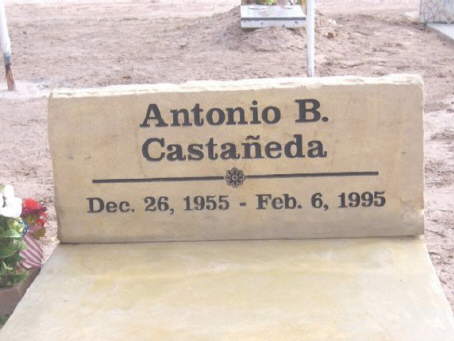 Antonio B.
Castañeda
Dec. 26, 1955 - Feb. 6, 1995